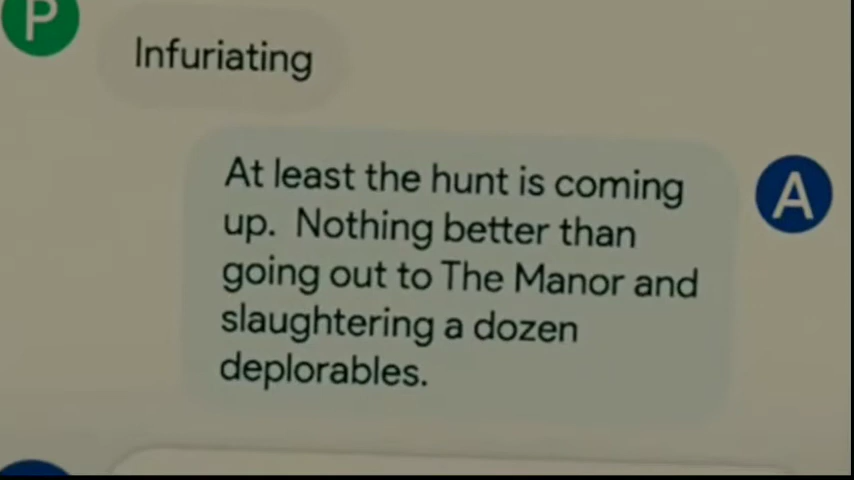 P
Infuriating
At least the hunt is coming
up. Nothing better than
going out to The Manor and
slaughtering a dozen
deplorables.
A